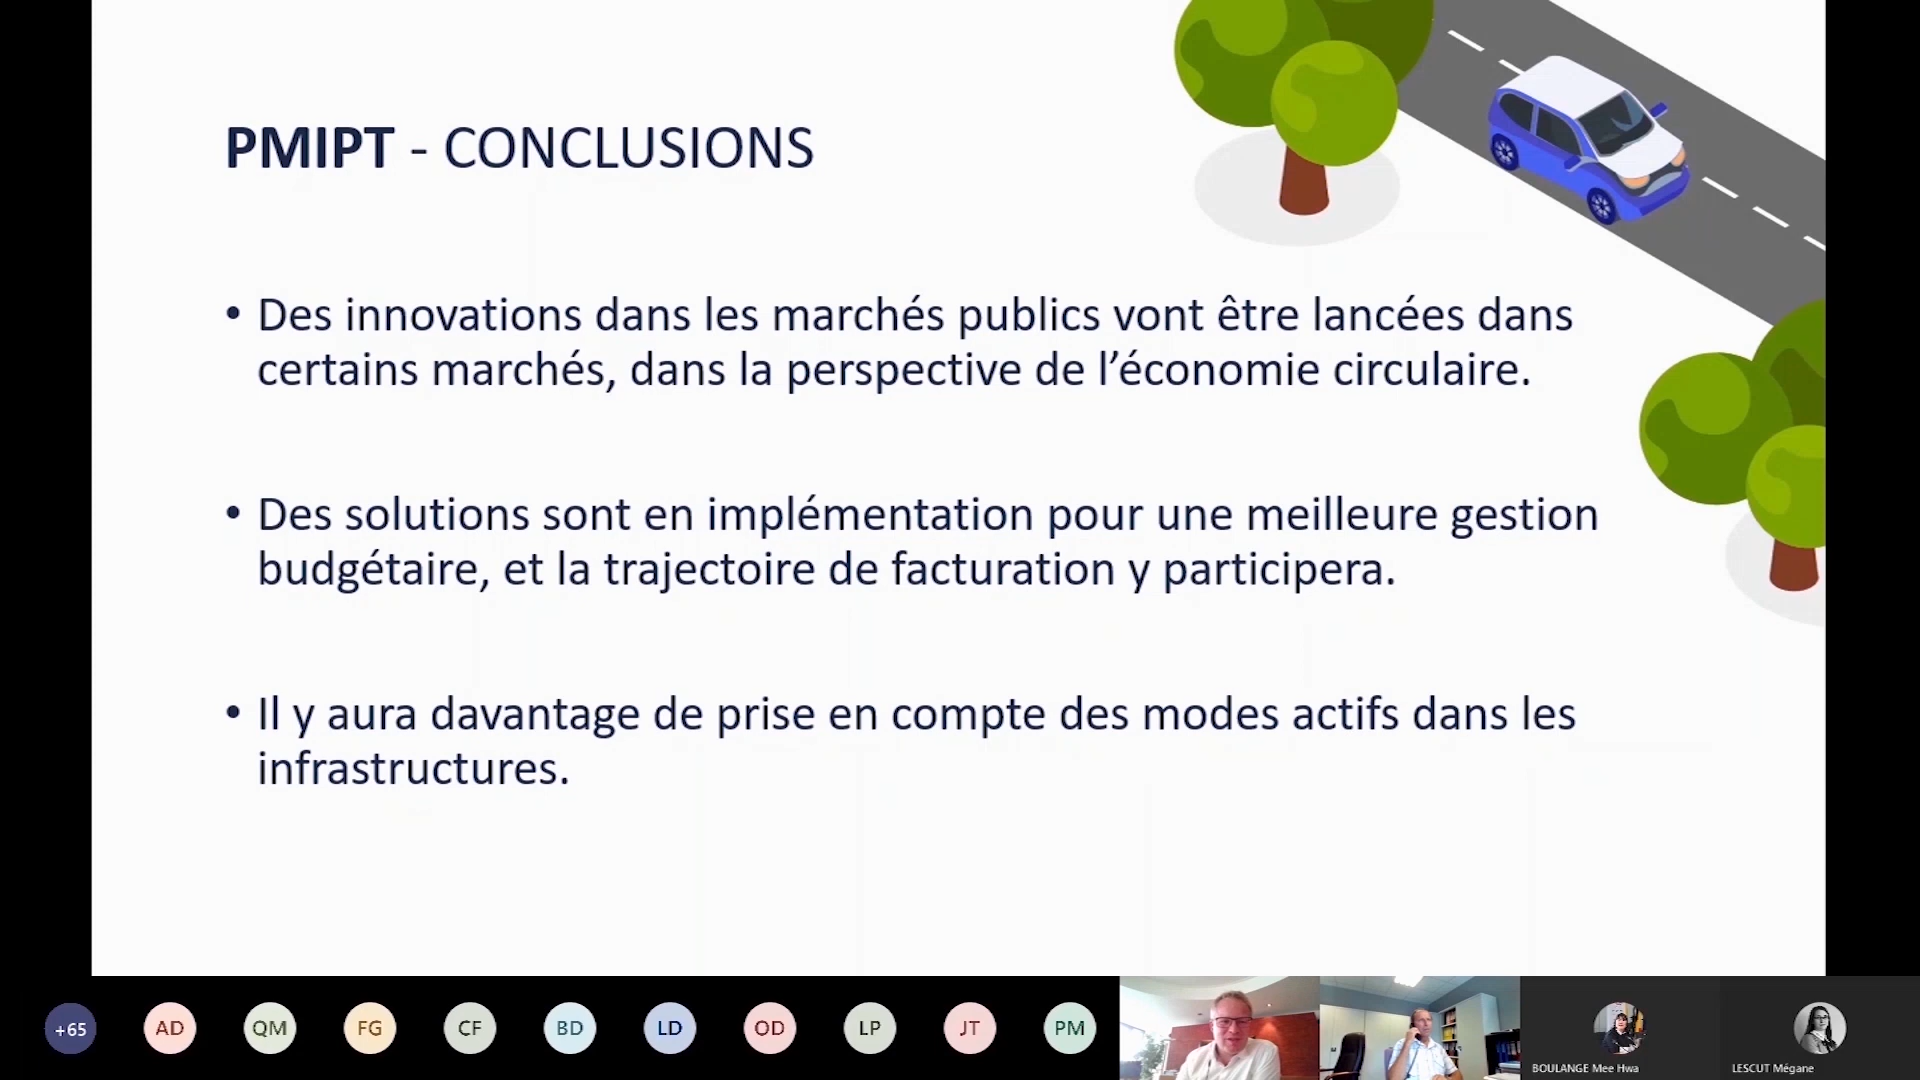 PMIPT - CONCLUSIONS
• Des innovations dans les marchés publics vont être lancées dans
certains marchés, dans la perspective de l’économie circulaire.
• Des solutions sont en implémentation pour une meilleure gestion
budgétaire, et la trajectoire de facturation y participera.
• Il y aura davantage de prise en compte des modes actifs dans les
infrastructures.
+65 AD QM FG CF BD LD OD LP JT PM
BOULANGE Mee Hwa
LESCUT Mégane